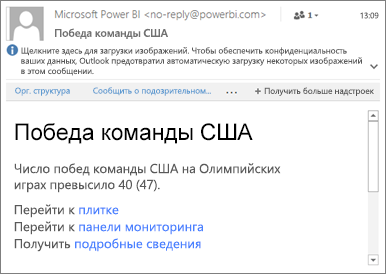 Microsoft Power BI <no-reply@powerbi.com>
1
13:09
Победа команды США
Щелкните здесь для загрузки изображений. Чтобы обеспечить конфиденциальность
ваших данных, Outlook предотвратил автоматическую загрузку некоторых изображений
в этом сообщении.
Орг. структура
Сообщить о подозрительном...
...
+ Получить больше надстроек
Победа команды США
Число побед команды США на Олимпийских
играх превысило 40 (47).
Перейти к плитке
Перейти к панели мониторинга
Получить подробные сведения